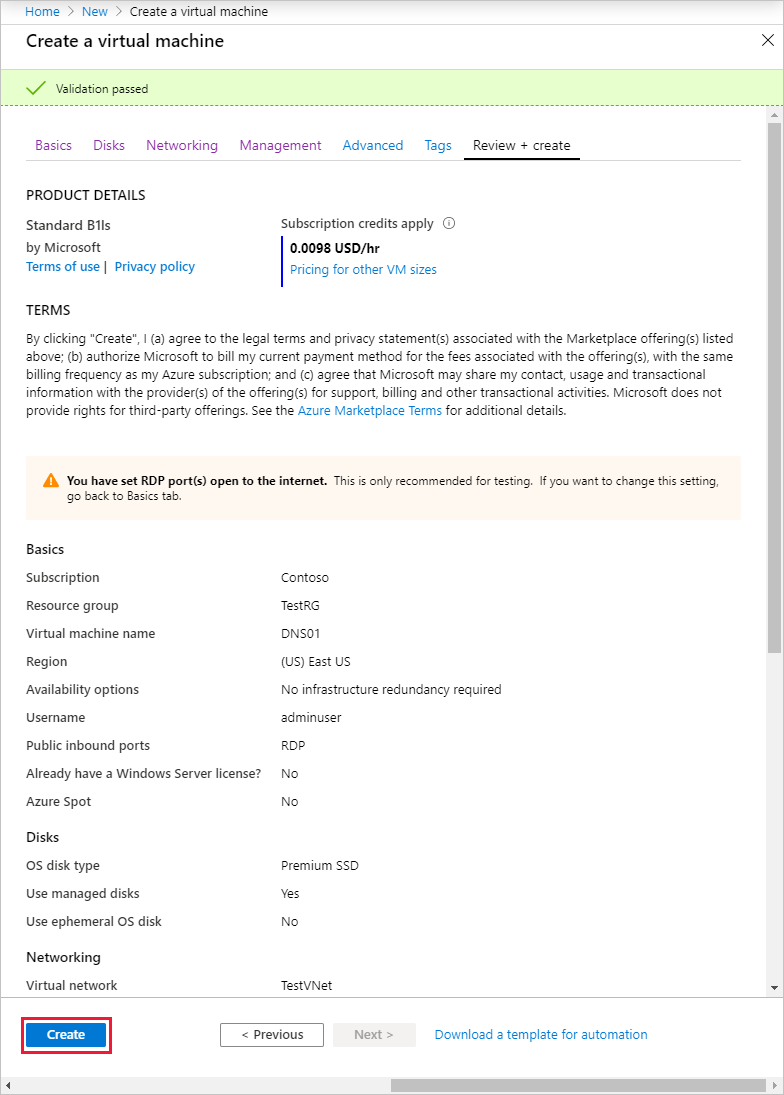 Home > New > Create a virtual machine
Create a virtual machine
Validation passed
Basics Disks Networking Management Advanced Tags Review + create
PRODUCT DETAILS
Standard B1ls
by Microsoft
Terms of use | Privacy policy
Subscription credits apply
0.0098 USD/hr
Pricing for other VM sizes
TERMS
By clicking "Create", I (a) agree to the legal terms and privacy statement(s) associated with the Marketplace offering(s) listed
above; (b) authorize Microsoft to bill my current payment method for the fees associated with the offering(s), with the same
billing frequency as my Azure subscription; and (c) agree that Microsoft may share my contact, usage and transactional
information with the provider(s) of the offering(s) for support, billing and other transactional activities. Microsoft does not
provide rights for third-party offerings. See the Azure Marketplace Terms for additional details.
You have set RDP port(s) open to the internet. This is only recommended for testing. If you want to change this setting,
go back to Basics tab.
Basics
Subscription Contoso
Resource group TestRG
Virtual machine name DNS01
Region (US) East US
Availability options No infrastructure redundancy required
Username adminuser
Public inbound ports RDP
Already have a Windows Server license? No
Azure Spot No
Disks
OS disk type Premium SSD
Use managed disks Yes
Use ephemeral OS disk No
Networking
Virtual network TestVNet
Create < Previous Next > Download a template for automation